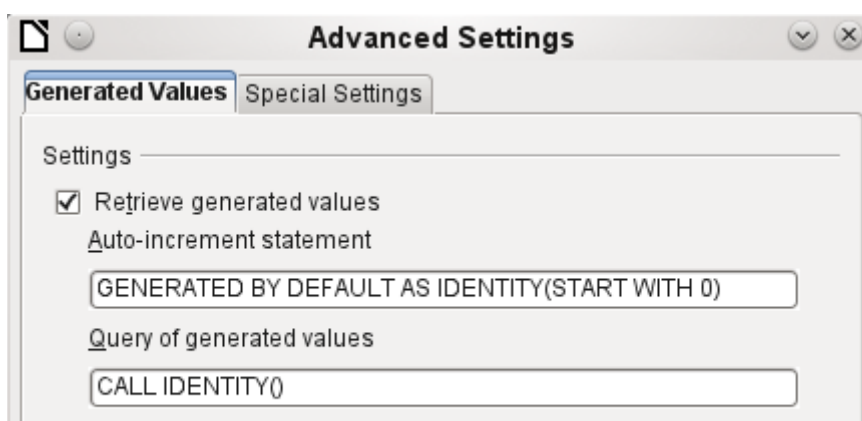 Advanced Settings
Generated Values Special Settings
Settings
Retrieve generated values
Auto-increment statement
GENERATED BY DEFAULT AS IDENTITY(START WITH 0)
Query of generated values
CALL IDENTITY()